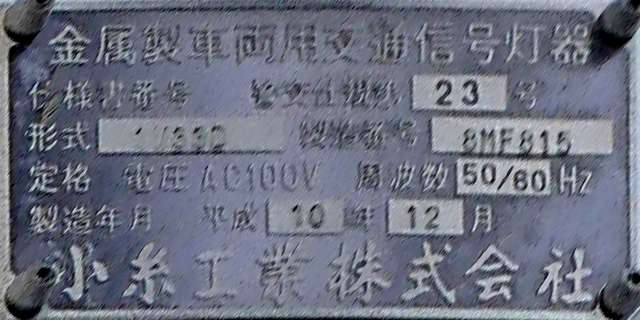 金属製車両用交通信号灯器
仕様書番号 警交仕規第 23 号
形式 1V33D 製造番号 8MF815
定格 電圧 AC100V 周波数 50/60 Hz
製造年月 平成 10 年 12 月
小糸工業株式会社